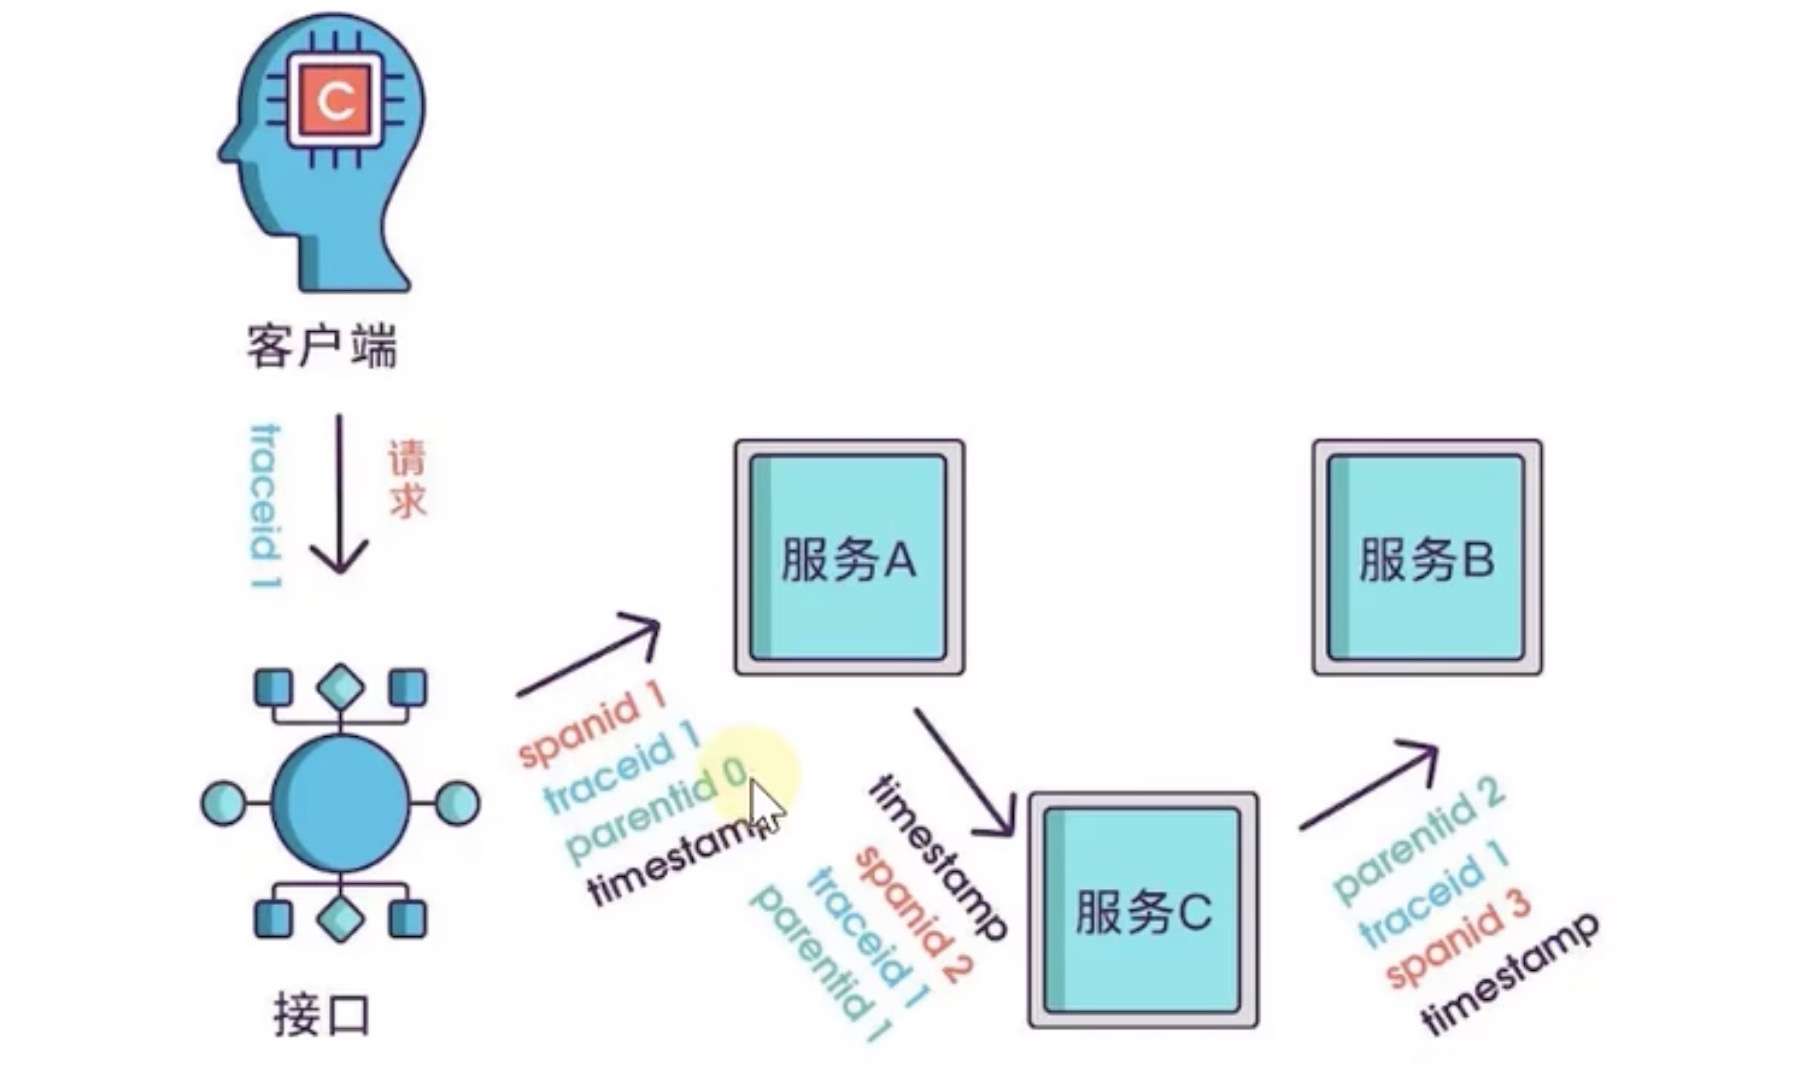 C
客户端
traceid 1
请求
接口
服务A
spanid 1
traceid 1
parentid 0
timestamp
timestamp
spanid 2
traceid 1
parentid 1
服务C
服务B
parentid 2
traceid 1
spanid 3
timestamp